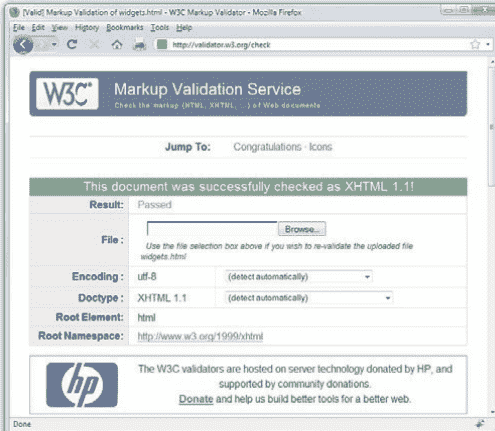 [Valid] Markup Validation of widgets.html - W3C Markup Validator - Mozilla Firefox
File Edit View History Bookmarks Tools Help
http://validator.w3.org/check
W3C® Markup Validation Service
Check the markup (HTML, XHTML, ...) of Web documents
Jump To: Congratulations · Icons
This document was successfully checked as XHTML 1.1!
Result: Passed
File : Browse...
Use the file selection box above if you wish to re-validate the uploaded file
widgets.html
Encoding : utf-8 (detect automatically)
Doctype : XHTML 1.1 (detect automatically)
Root Element: html
Root Namespace: http://www.w3.org/1999/xhtml
hp
The W3C validators are hosted on server technology donated by HP, and
supported by community donations.
Donate and help us build better tools for a better web.
Done